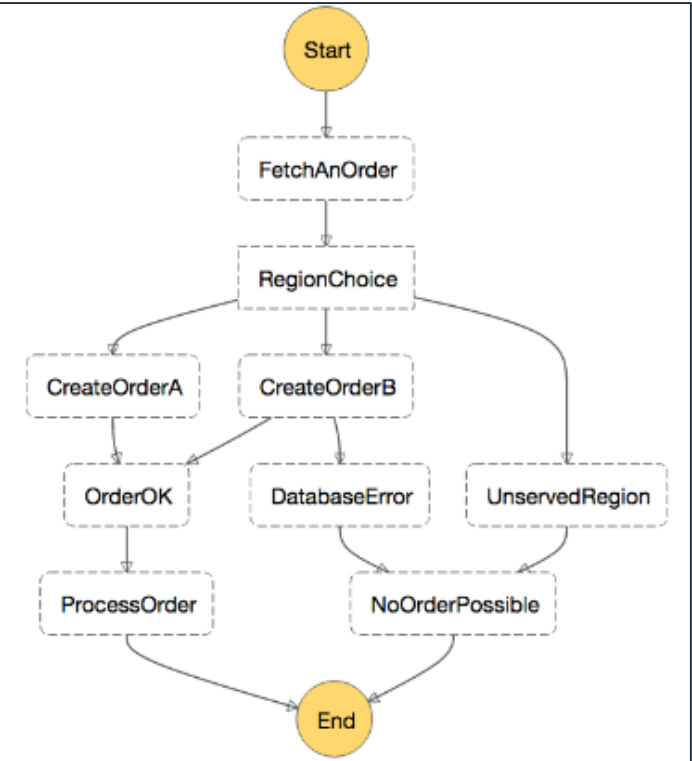 Start
FetchAnOrder
RegionChoice
CreateOrderA
CreateOrderB
OrderOK
DatabaseError
UnservedRegion
ProcessOrder
NoOrderPossible
End